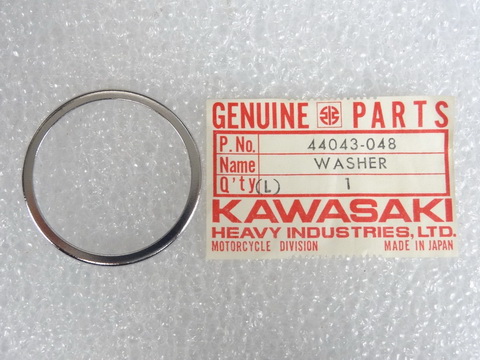 GENUINE PARTS
P. No. 44043-048
Name WASHER
Q'ty (L) 1
KAWASAKI
HEAVY INDUSTRIES, LTD.
MOTORCYCLE DIVISION MADE IN JAPAN